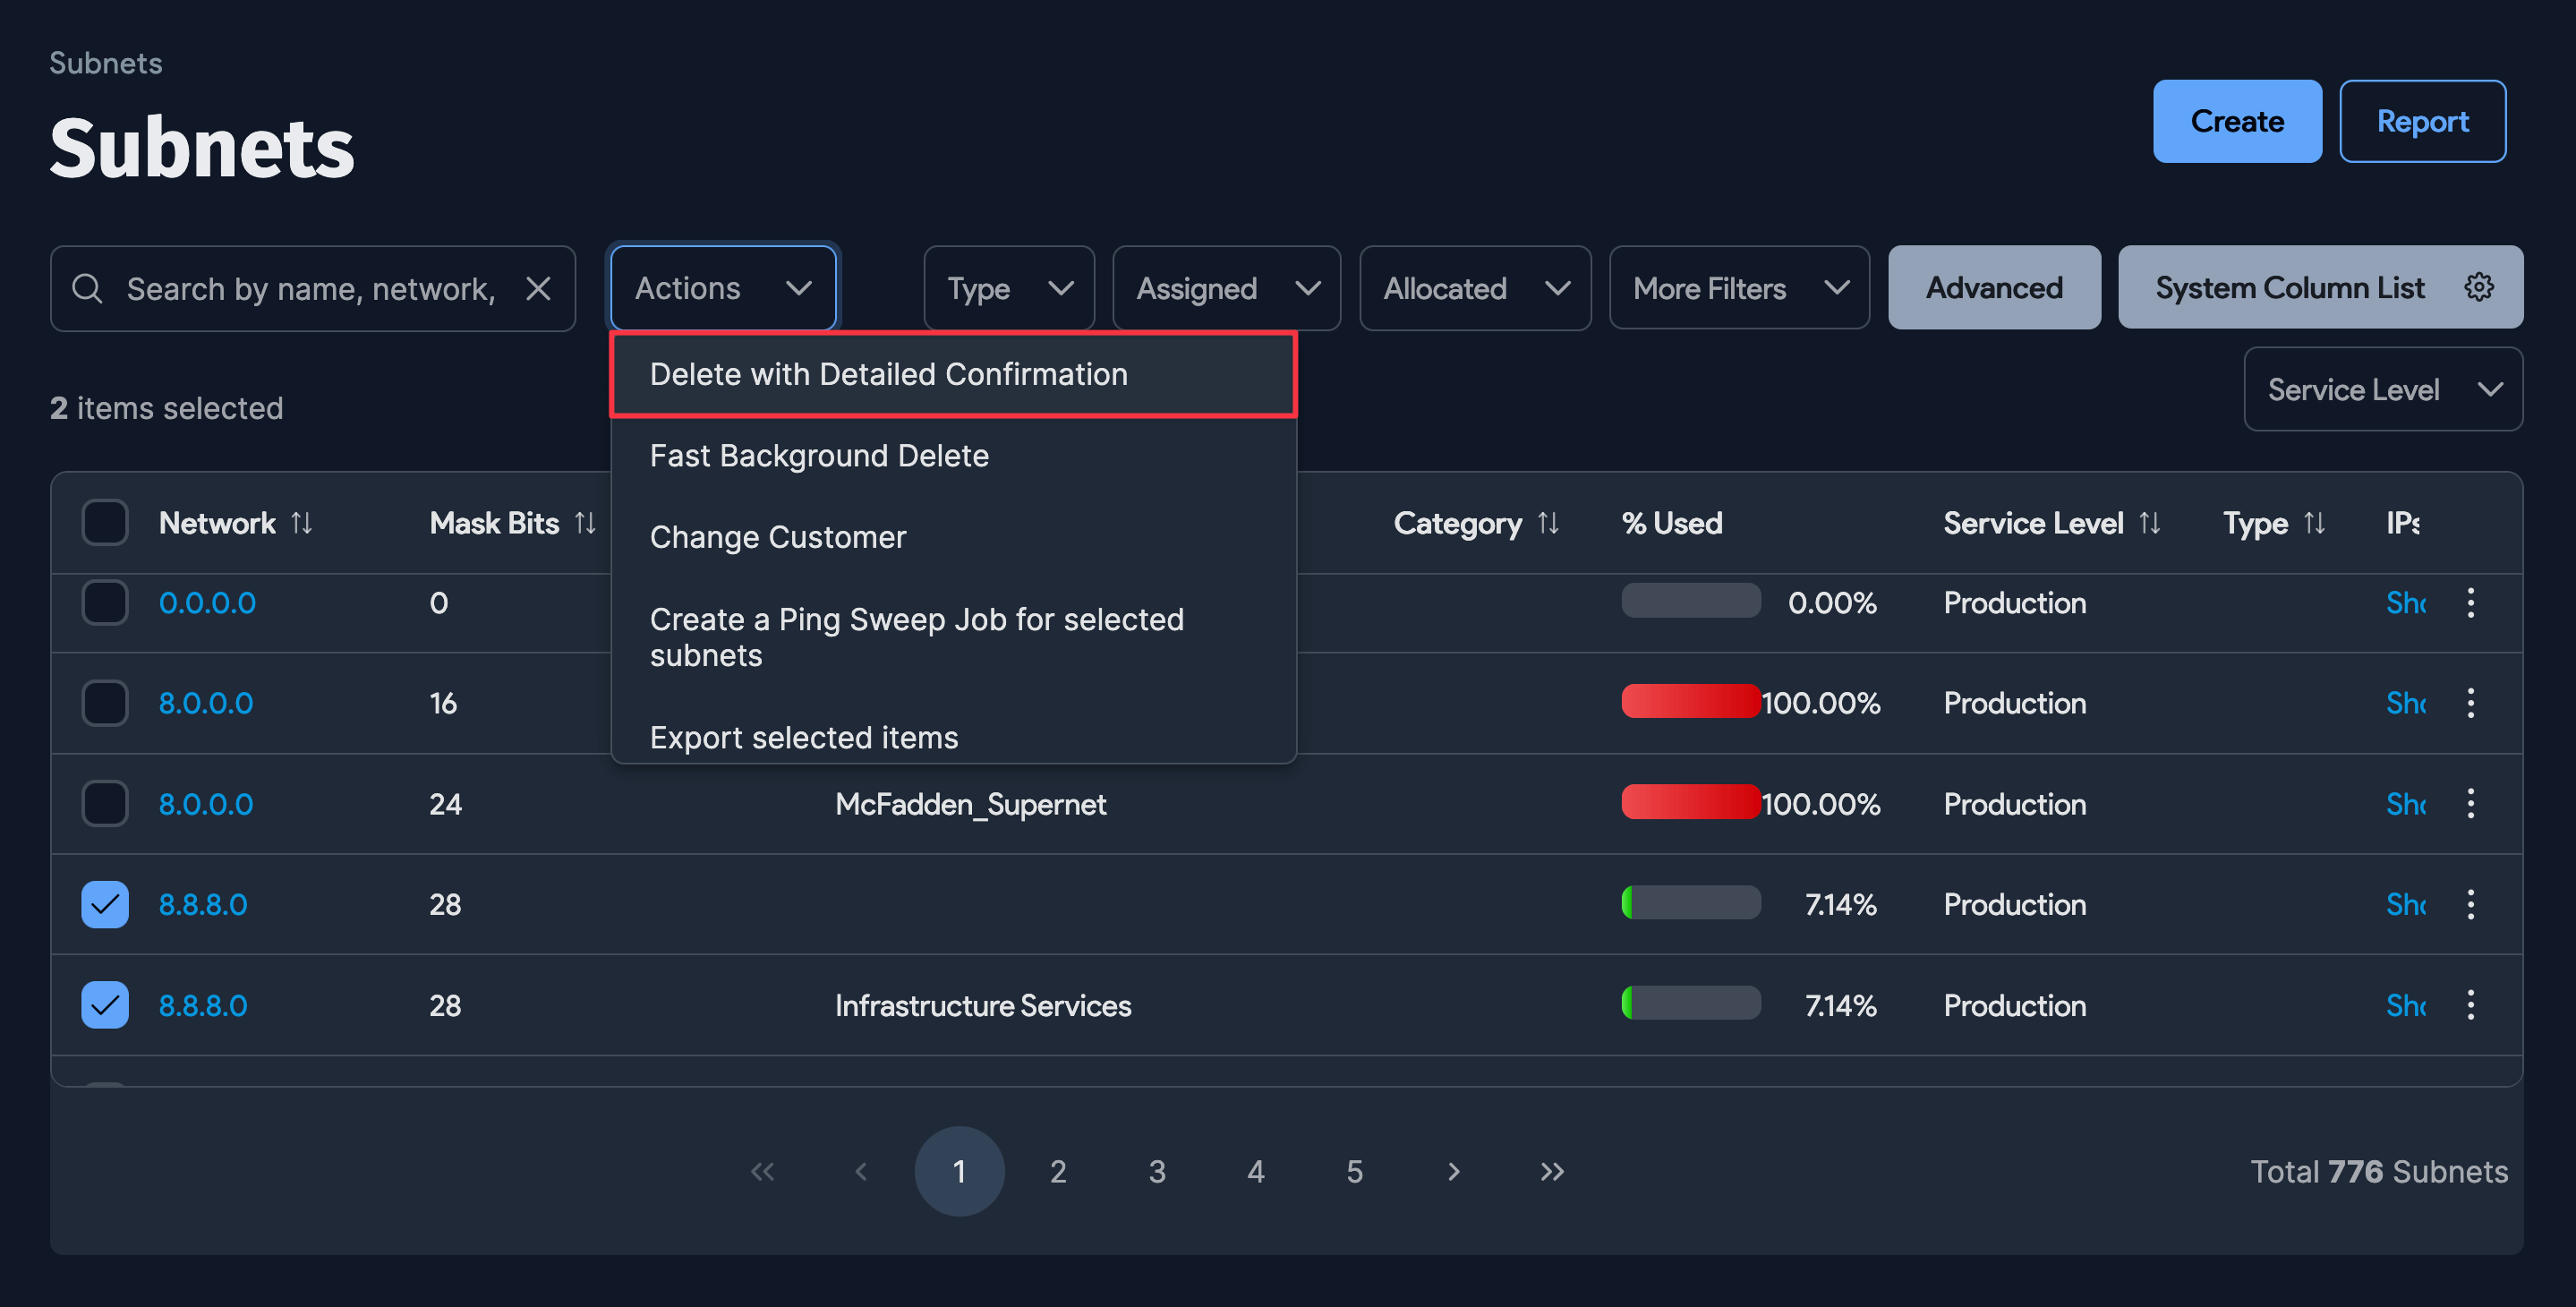 Subnets
Subnets
Create
Report
Search by name, network,
Actions
Type
Assigned
Allocated
More Filters
Advanced
System Column List
Delete with Detailed Confirmation
2 items selected
Service Level
Fast Background Delete
Network
Mask Bits
Change Customer
Category
% Used
Service Level
Type
IPs
0.0.0.0
0
Create a Ping Sweep Job for selected
subnets
0.00%
Production
Sho
8.0.0.0
16
Export selected items
100.00%
Production
Sho
8.0.0.0
24
McFadden_Supernet
100.00%
Production
Sho
8.8.8.0
28
7.14%
Production
Sho
8.8.8.0
28
Infrastructure Services
7.14%
Production
Sho
« ‹ 1 2 3 4 5 › »
Total 776 Subnets